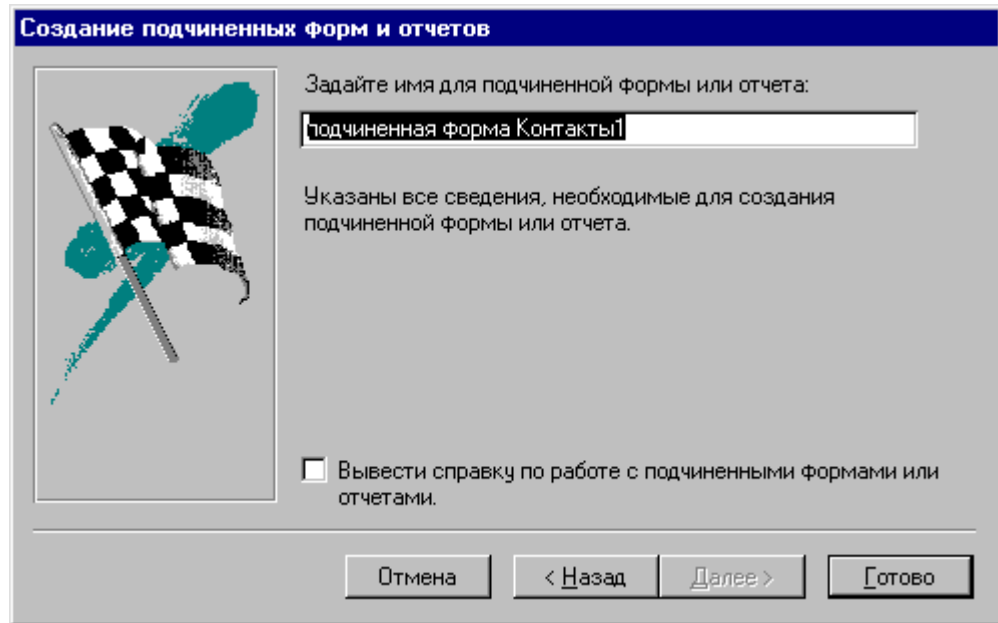 Создание подчиненных форм и отчетов
Задайте имя для подчиненной формы или отчета:
подчиненная форма Контакты1
Указаны все сведения, необходимые для создания
подчиненной формы или отчета.
Вывести справку по работе с подчиненными формами или
отчетами.
Отмена
< Назад
Далее >
Готово